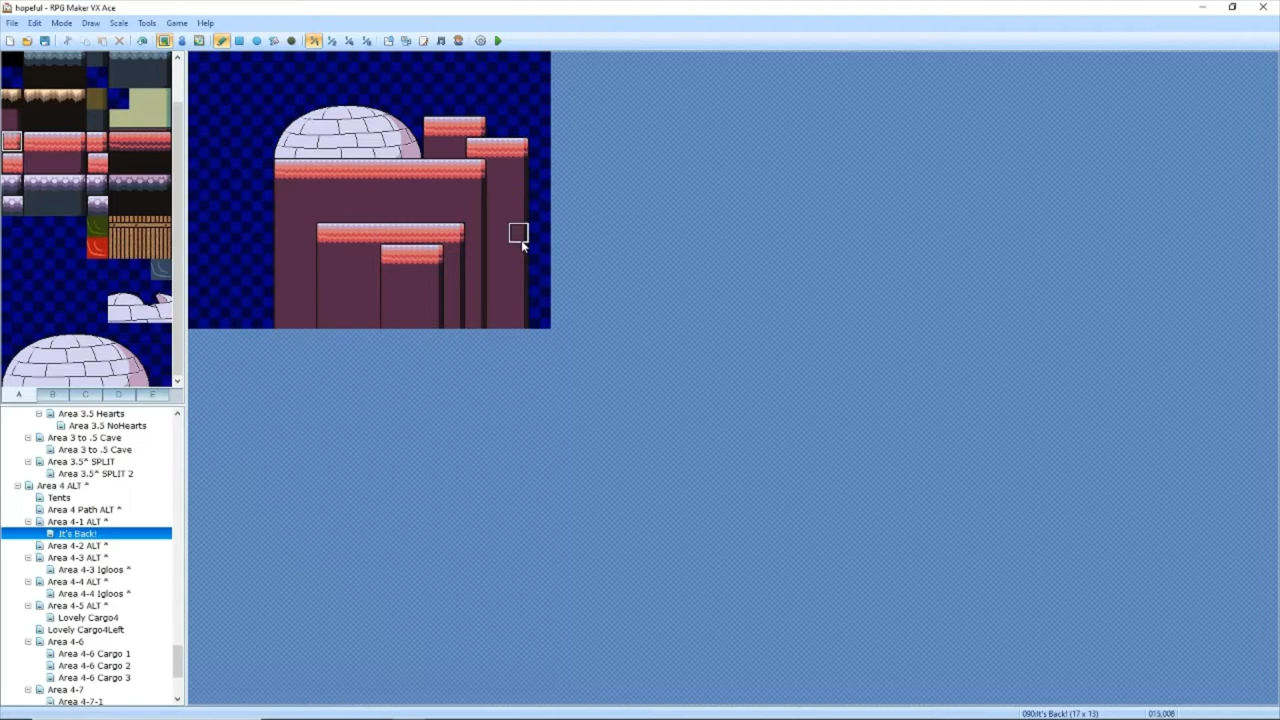 hopeful - RPG Maker VX Ace
File Edit Mode Draw Scale Tools Game Help
A B C D E
Area 3.5 Hearts
Area 3.5 NoHearts
Area 3 to .5 Cave
Area 3 to .5 Cave
Area 3.5^ SPLIT
Area 3.5^ SPLIT 2
Area 4 ALT ^
Tents
Area 4 Path ALT ^
Area 4-1 ALT ^
It's Back!
Area 4-2 ALT ^
Area 4-3 ALT ^
Area 4-3 Igloos ^
Area 4-4 ALT ^
Area 4-4 Igloos ^
Area 4-5 ALT ^
Lovely Cargo4
Lovely Cargo4Left
Area 4-6
Area 4-6 Cargo 1
Area 4-6 Cargo 2
Area 4-6 Cargo 3
Area 4-7
Area 4-7-1
090:It's Back! (17 x 13) 015,008